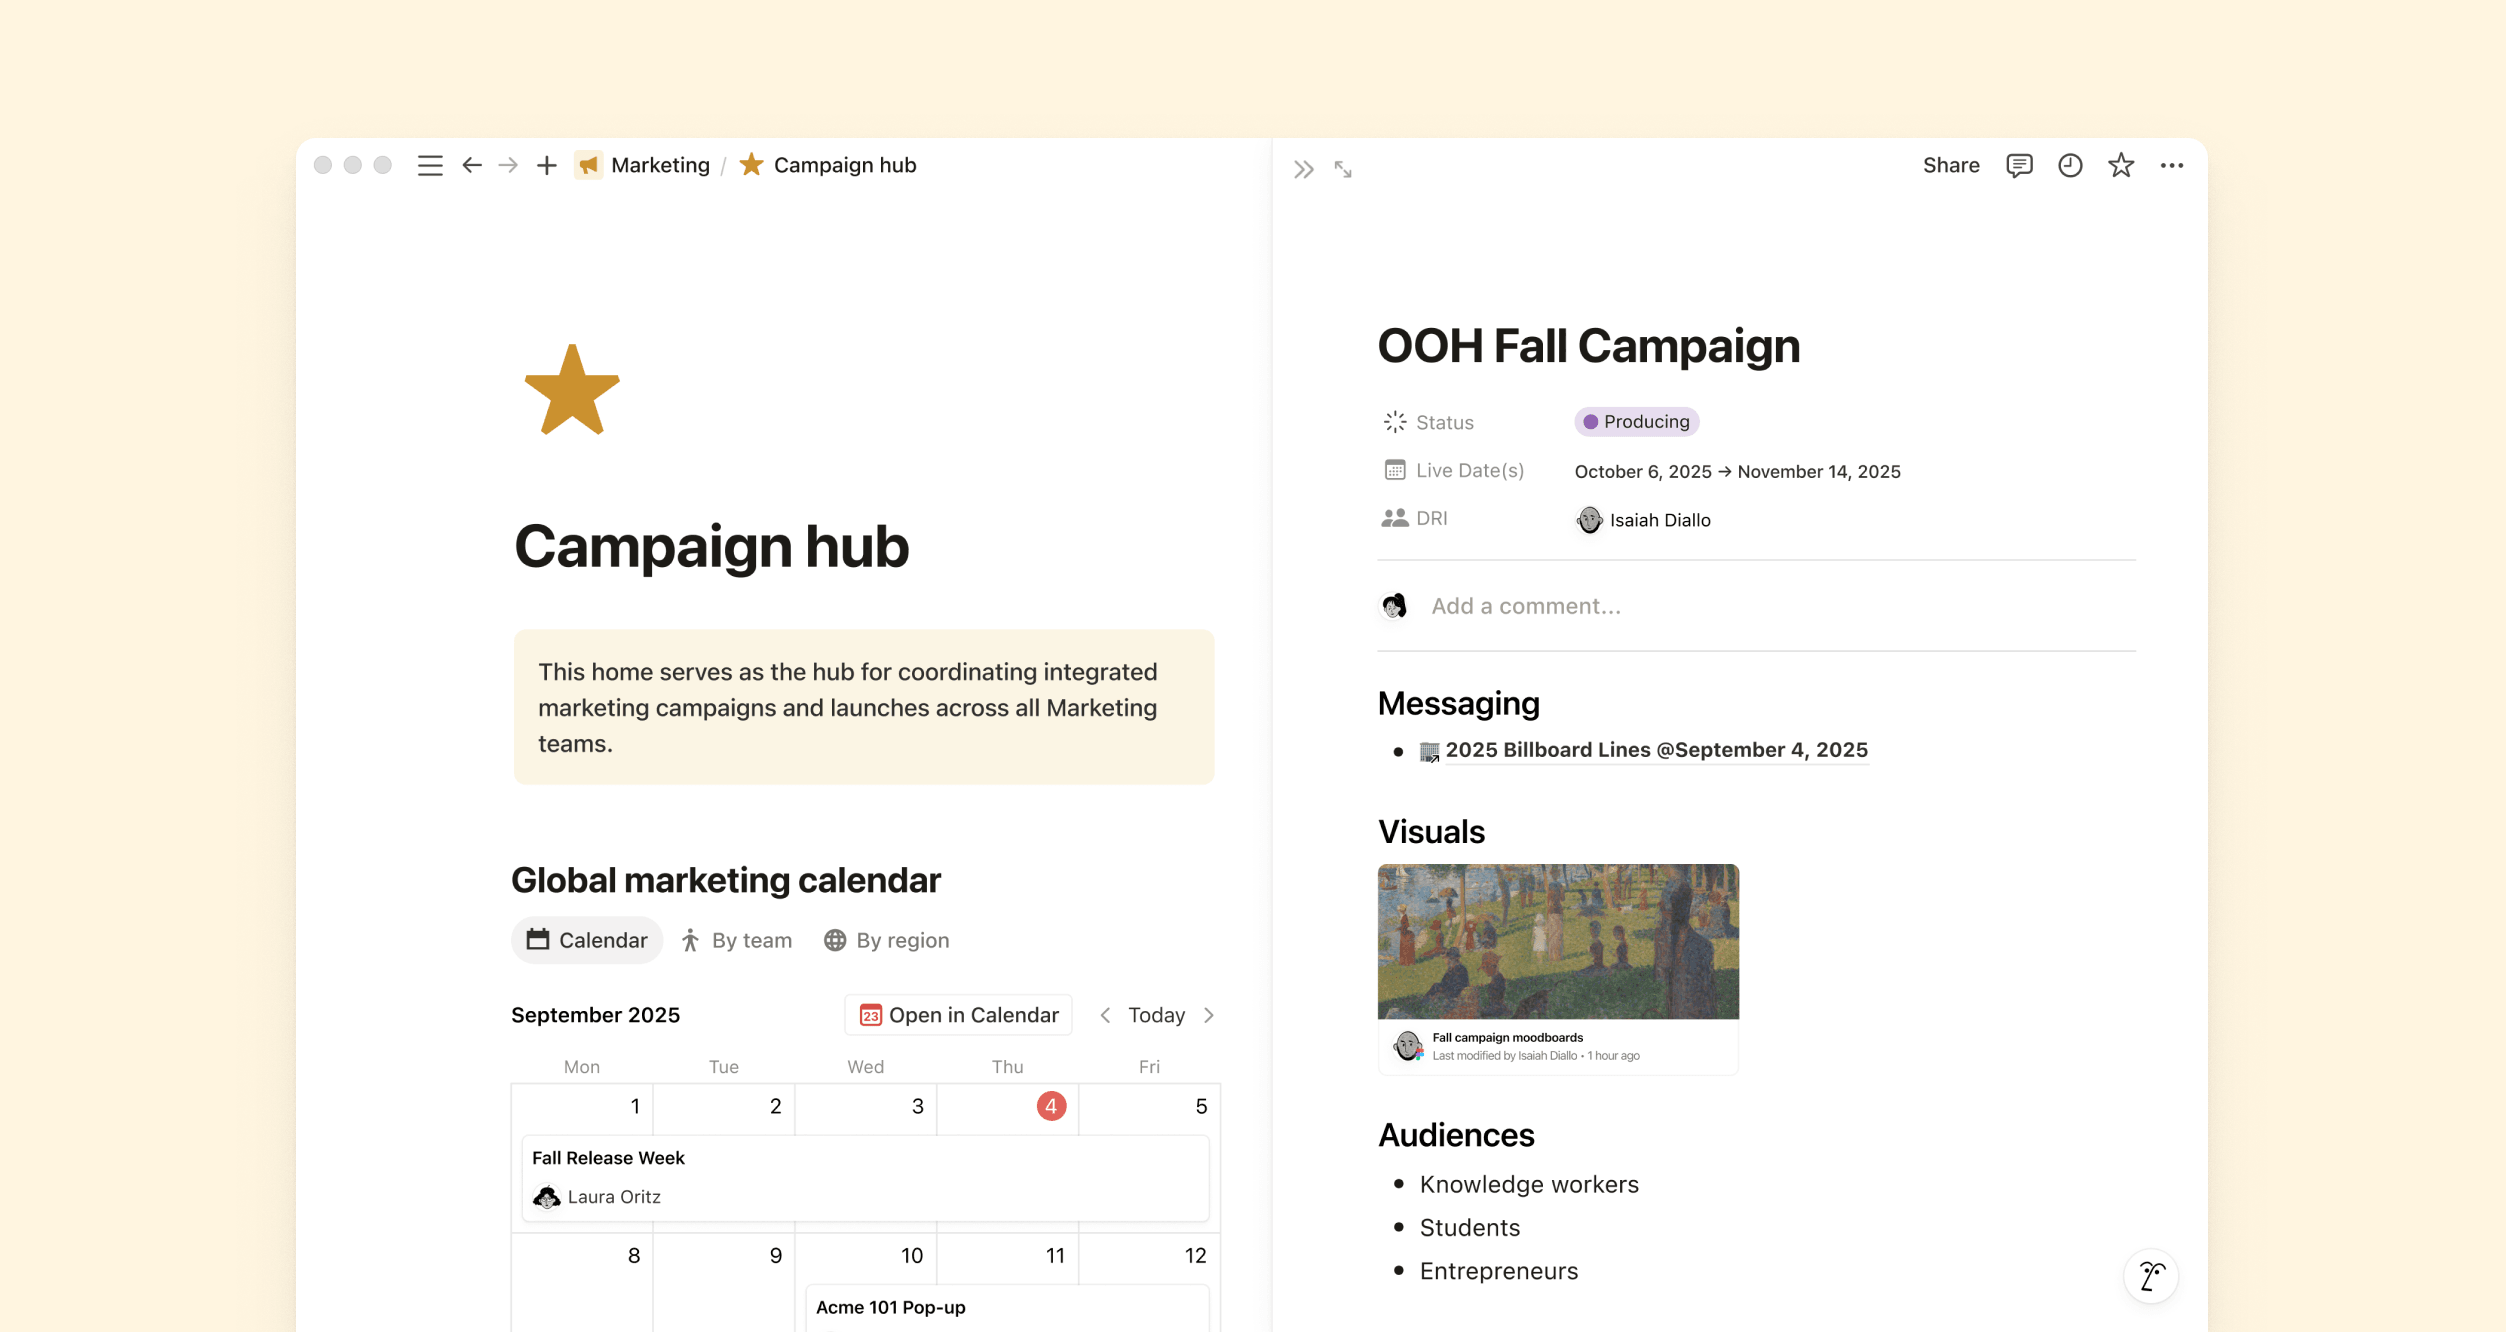 Marketing / Campaign hub
Campaign hub
This home serves as the hub for coordinating integrated
marketing campaigns and launches across all Marketing
teams.
Global marketing calendar
Calendar By team By region
September 2025 23 Open in Calendar Today
Mon Tue Wed Thu Fri
1 2 3 4 5
Fall Release Week
Laura Oritz
8 9 10 11 12
Acme 101 Pop-up
Share
OOH Fall Campaign
Status Producing
Live Date(s) October 6, 2025 → November 14, 2025
DRI Isaiah Diallo
Add a comment...
Messaging
• 2025 Billboard Lines @September 4, 2025
Visuals
Fall campaign moodboards
Last modified by Isaiah Diallo • 1 hour ago
Audiences
• Knowledge workers
• Students
• Entrepreneurs